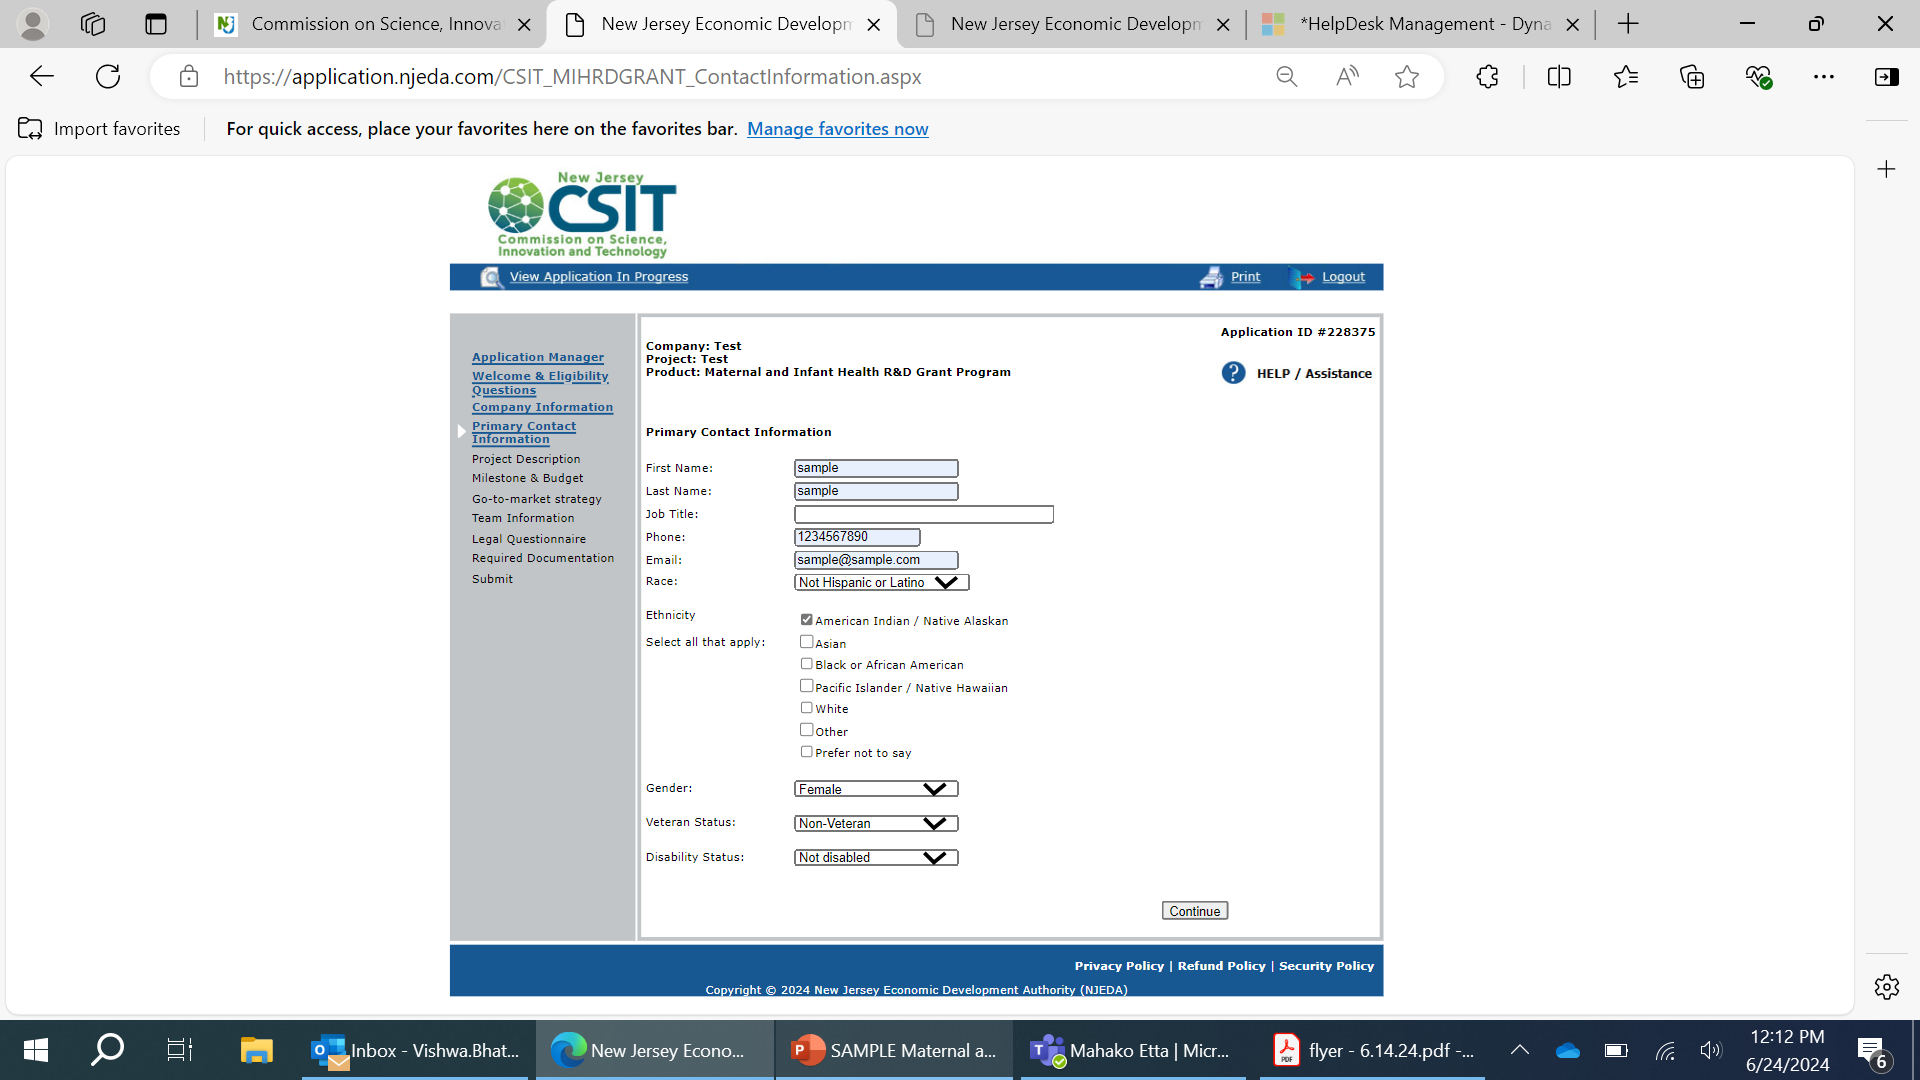 Commission on Science, Innova
New Jersey Economic Developm
New Jersey Economic Developm
*HelpDesk Management - Dyna
https://application.njeda.com/CSIT_MIHRDGRANT_ContactInformation.aspx
Import favorites
For quick access, place your favorites here on the favorites bar. Manage favorites now
New Jersey
CSIT
Commission on Science,
Innovation and Technology
View Application In Progress
Print
Logout
Application Manager
Welcome & Eligibility
Questions
Company Information
Primary Contact
Information
Project Description
Milestone & Budget
Go-to-market strategy
Team Information
Legal Questionnaire
Required Documentation
Submit
Application ID #228375
Company: Test
Project: Test
Product: Maternal and Infant Health R&D Grant Program
? HELP / Assistance
Primary Contact Information
First Name: sample
Last Name: sample
Job Title:
Phone: 1234567890
Email: sample@sample.com
Race: Not Hispanic or Latino
Ethnicity
American Indian / Native Alaskan
Select all that apply:
Asian
Black or African American
Pacific Islander / Native Hawaiian
White
Other
Prefer not to say
Gender: Female
Veteran Status: Non-Veteran
Disability Status: Not disabled
Continue
Privacy Policy | Refund Policy | Security Policy
Copyright © 2024 New Jersey Economic Development Authority (NJEDA)
Inbox - Vishwa.Bhat...
New Jersey Econo...
SAMPLE Maternal a...
Mahako Etta | Micr...
flyer - 6.14.24.pdf -...
12:12 PM
6/24/2024
6